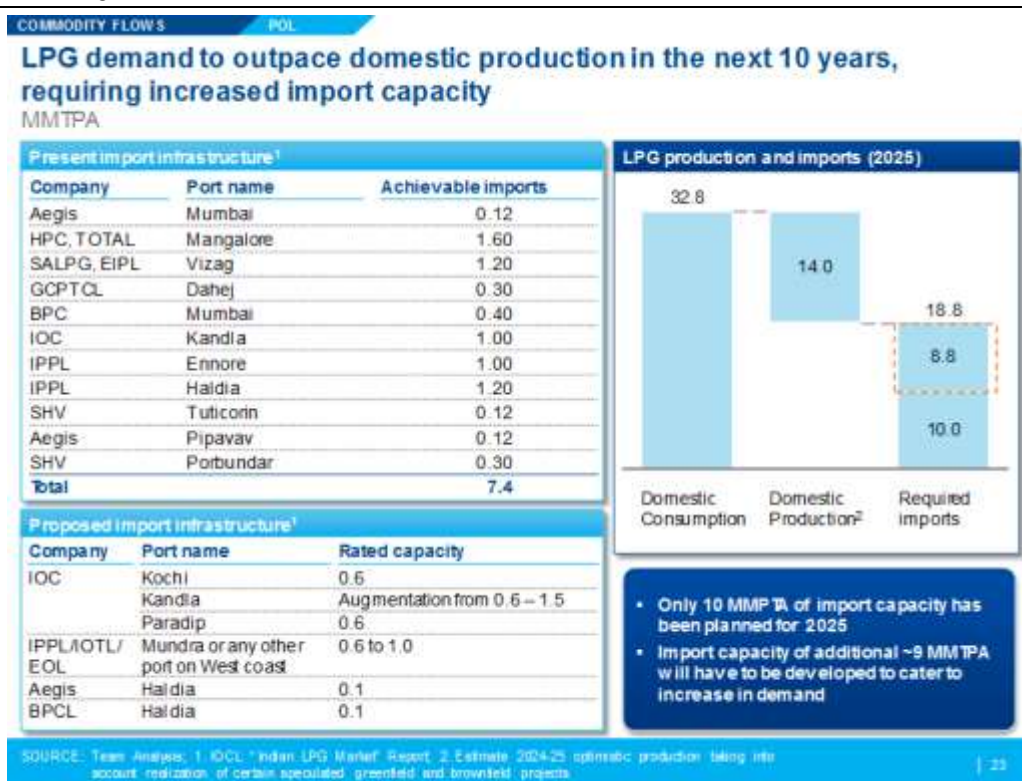 COMMODITY FLOWS
POL
LPG demand to outpace domestic production in the next 10 years,
requiring increased import capacity
MMTPA
Present import infrastructure¹
Company Port name Achievable imports
Aegis Mumbai 0.12
HPC, TOTAL Mangalore 1.60
SALPG, EIPL Vizag 1.20
GCPTCL Dahej 0.30
BPC Mumbai 0.40
IOC Kandla 1.00
IPPL Ennore 1.00
IPPL Haldia 1.20
SHV Tuticorin 0.12
Aegis Pipavav 0.12
SHV Porbundar 0.30
Total 7.4
Proposed import infrastructure¹
Company Port name Rated capacity
IOC Kochi 0.6
Kandla Augmentation from 0.6 – 1.5
Paradip 0.6
IPPL/IOTL/ Mundra or any other 0.6 to 1.0
EOL port on West coast
Aegis Haldia 0.1
BPCL Haldia 0.1
LPG production and imports (2025)
32.8
14.0
18.8
8.8
10.0
Domestic Domestic Required
Consumption Production² imports
• Only 10 MMPTA of import capacity has
been planned for 2025
• Import capacity of additional ~9 MMTPA
will have to be developed to cater to
increase in demand
SOURCE: Team Analysis; 1. IOCL "Indian LPG Market" Report, 2. Estimate 2024-25 optimistic production taking into
account realization of certain speculated greenfield and brownfield projects
23